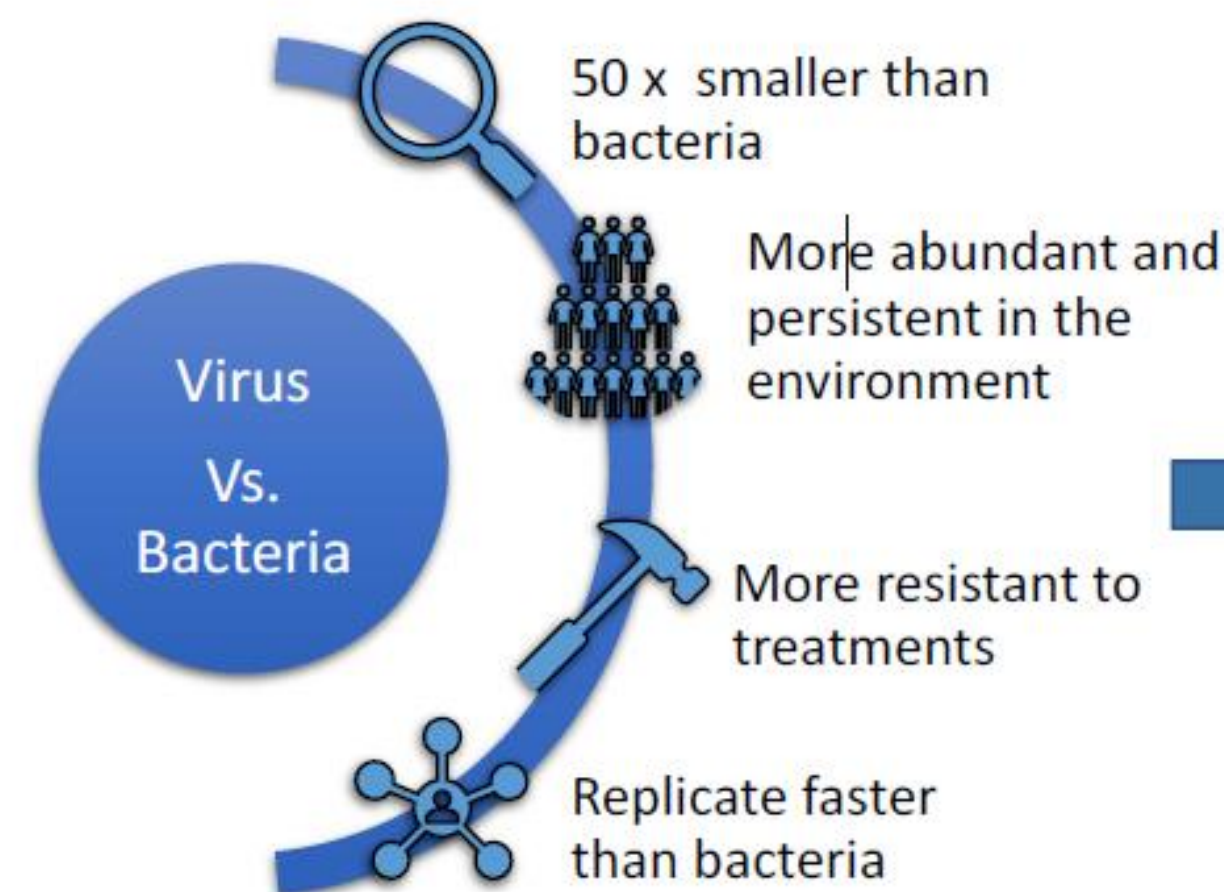 50 x  smaller than
bacteria
More abundant and
persistent in the
environment
Virus
Vs.
Bacteria
More resistant to
treatments
Replicate faster
than bacteria